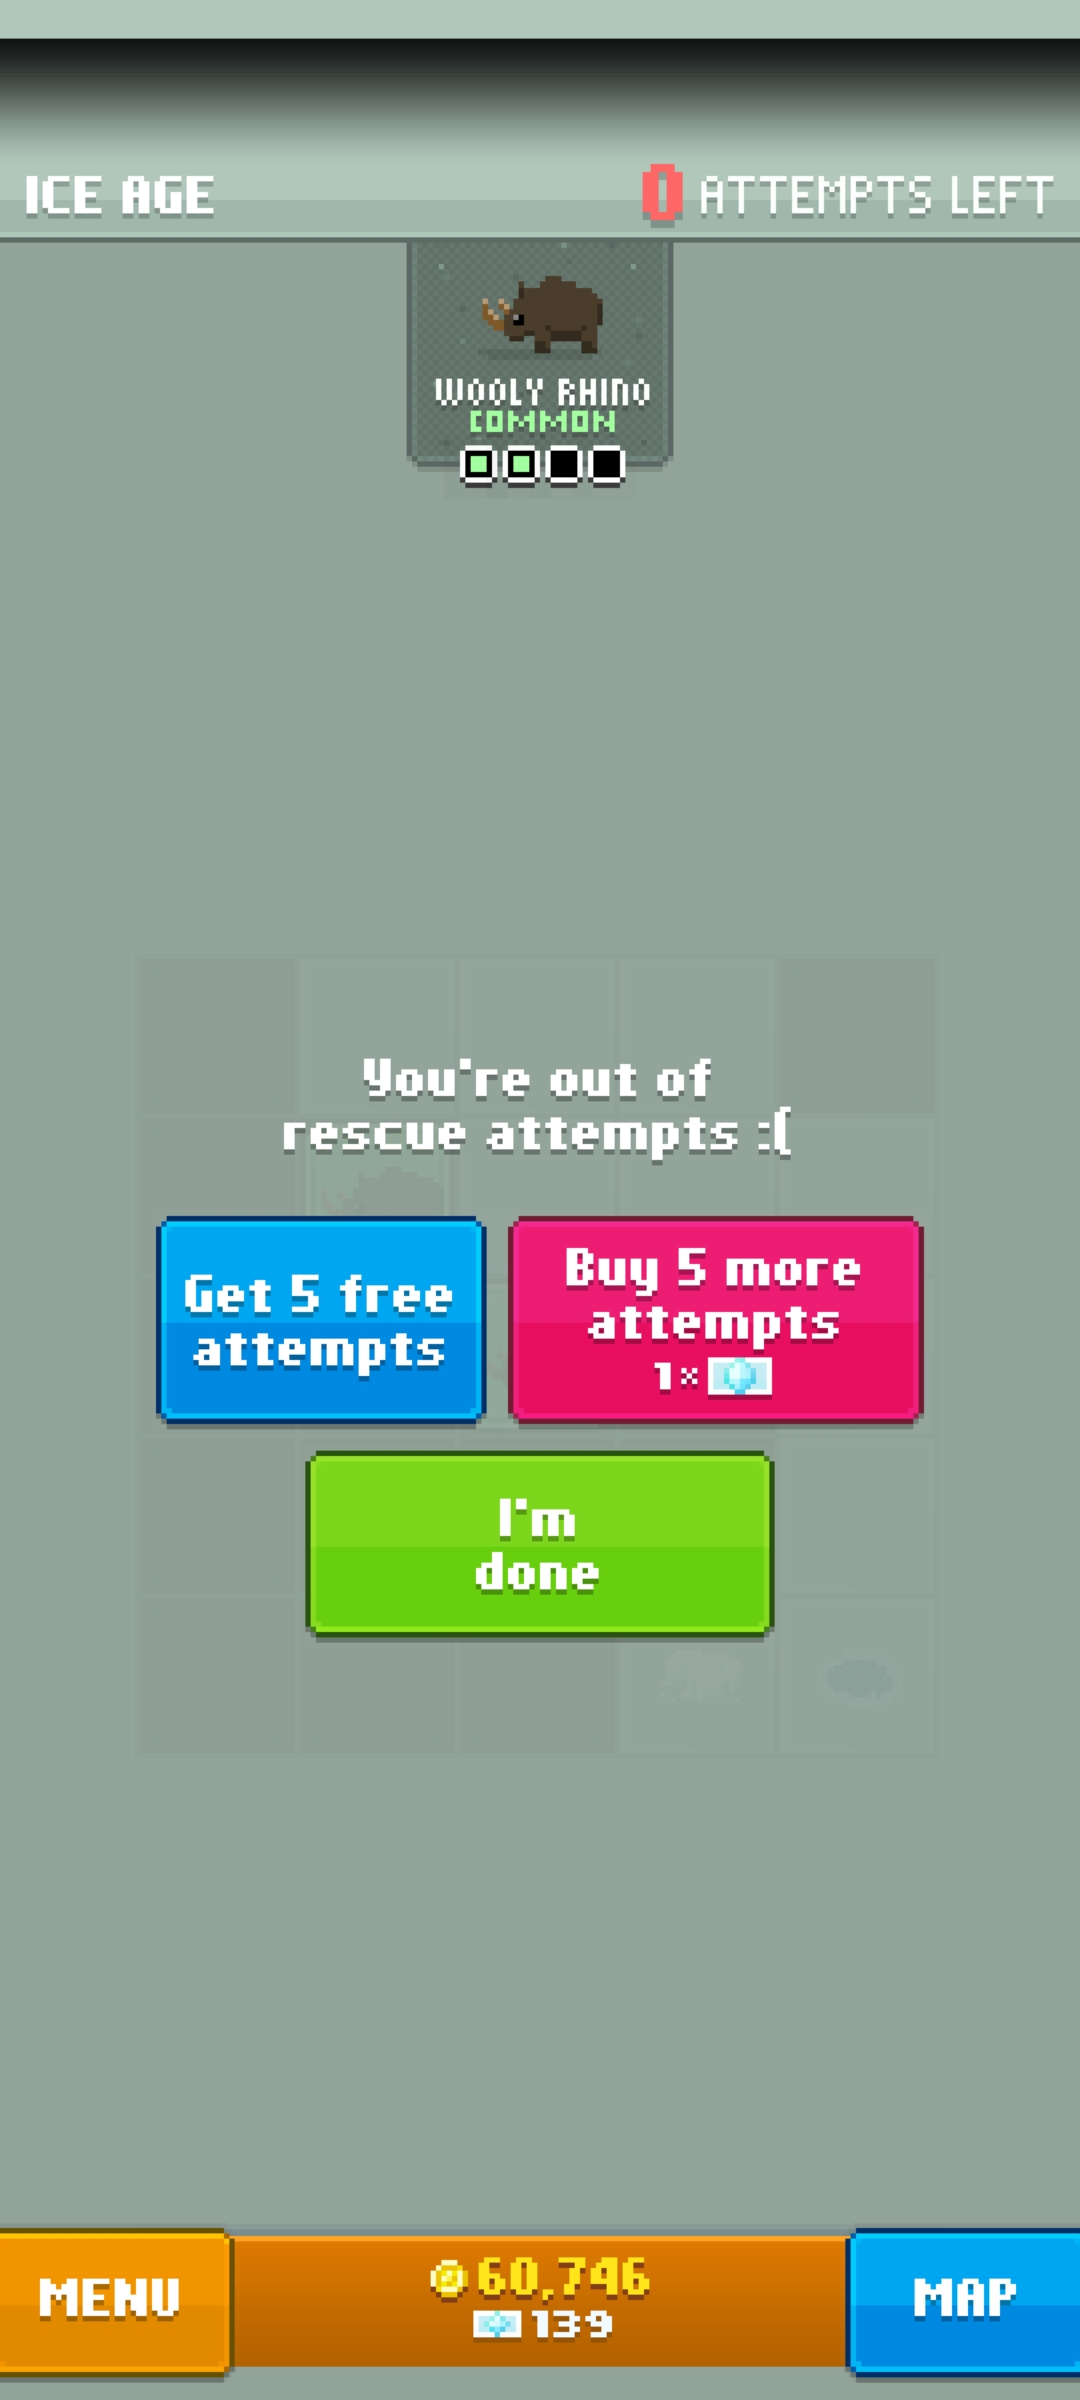 ICE AGE
0 ATTEMPTS LEFT
WOOLY RHINO
COMMON
You're out of
rescue attempts :(
Get 5 free
attempts
Buy 5 more
attempts
1×
I'm
done
MENU
60,746
139
MAP